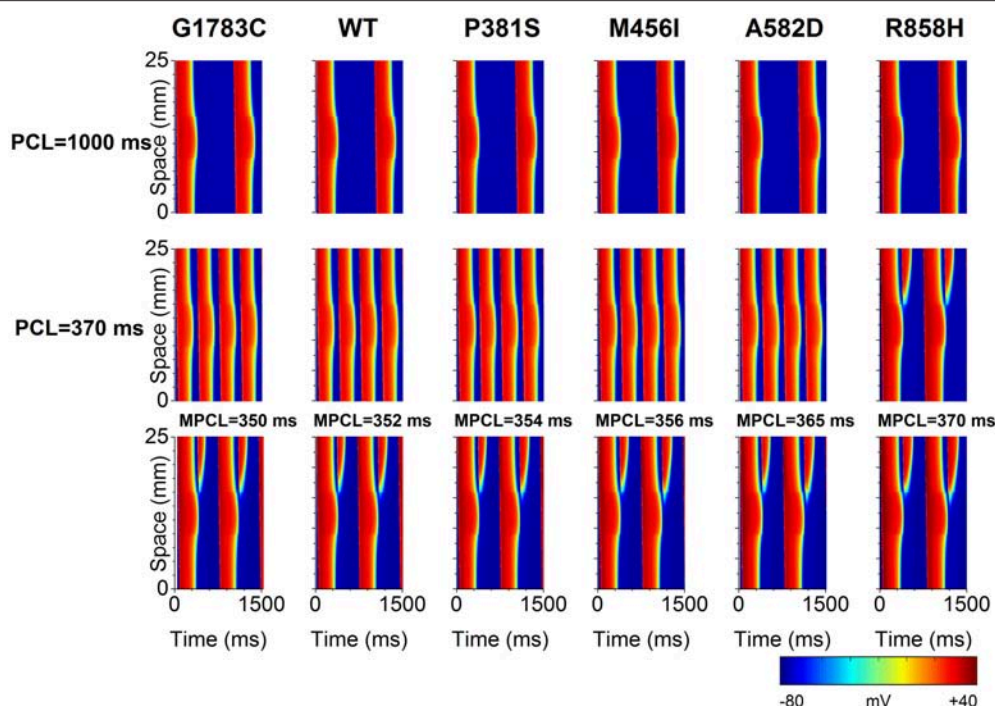 G1783C WT P381S M456I A582D R858H
PCL=1000 ms
Space (mm)
25
0
PCL=370 ms
Space (mm)
25
0
MPCL=350 ms MPCL=352 ms MPCL=354 ms MPCL=356 ms MPCL=365 ms MPCL=370 ms
Space (mm)
25
0
0 1500 0 1500 0 1500 0 1500 0 1500 0 1500
Time (ms) Time (ms) Time (ms) Time (ms) Time (ms) Time (ms)
-80 mV +40